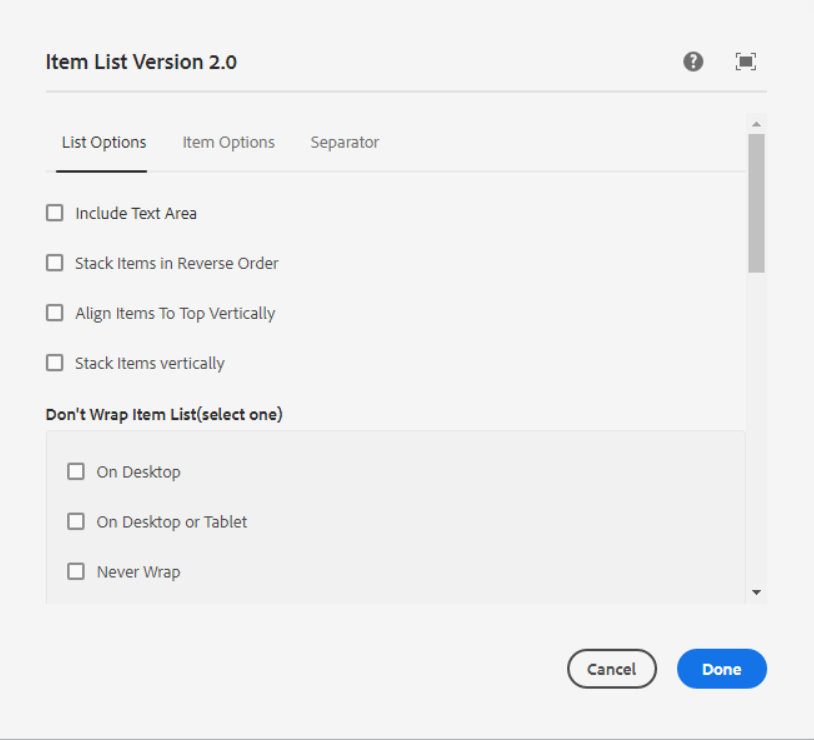 Item List Version 2.0
List Options Item Options Separator
Include Text Area
Stack Items in Reverse Order
Align Items To Top Vertically
Stack Items vertically
Don't Wrap Item List(select one)
On Desktop
On Desktop or Tablet
Never Wrap
Cancel Done